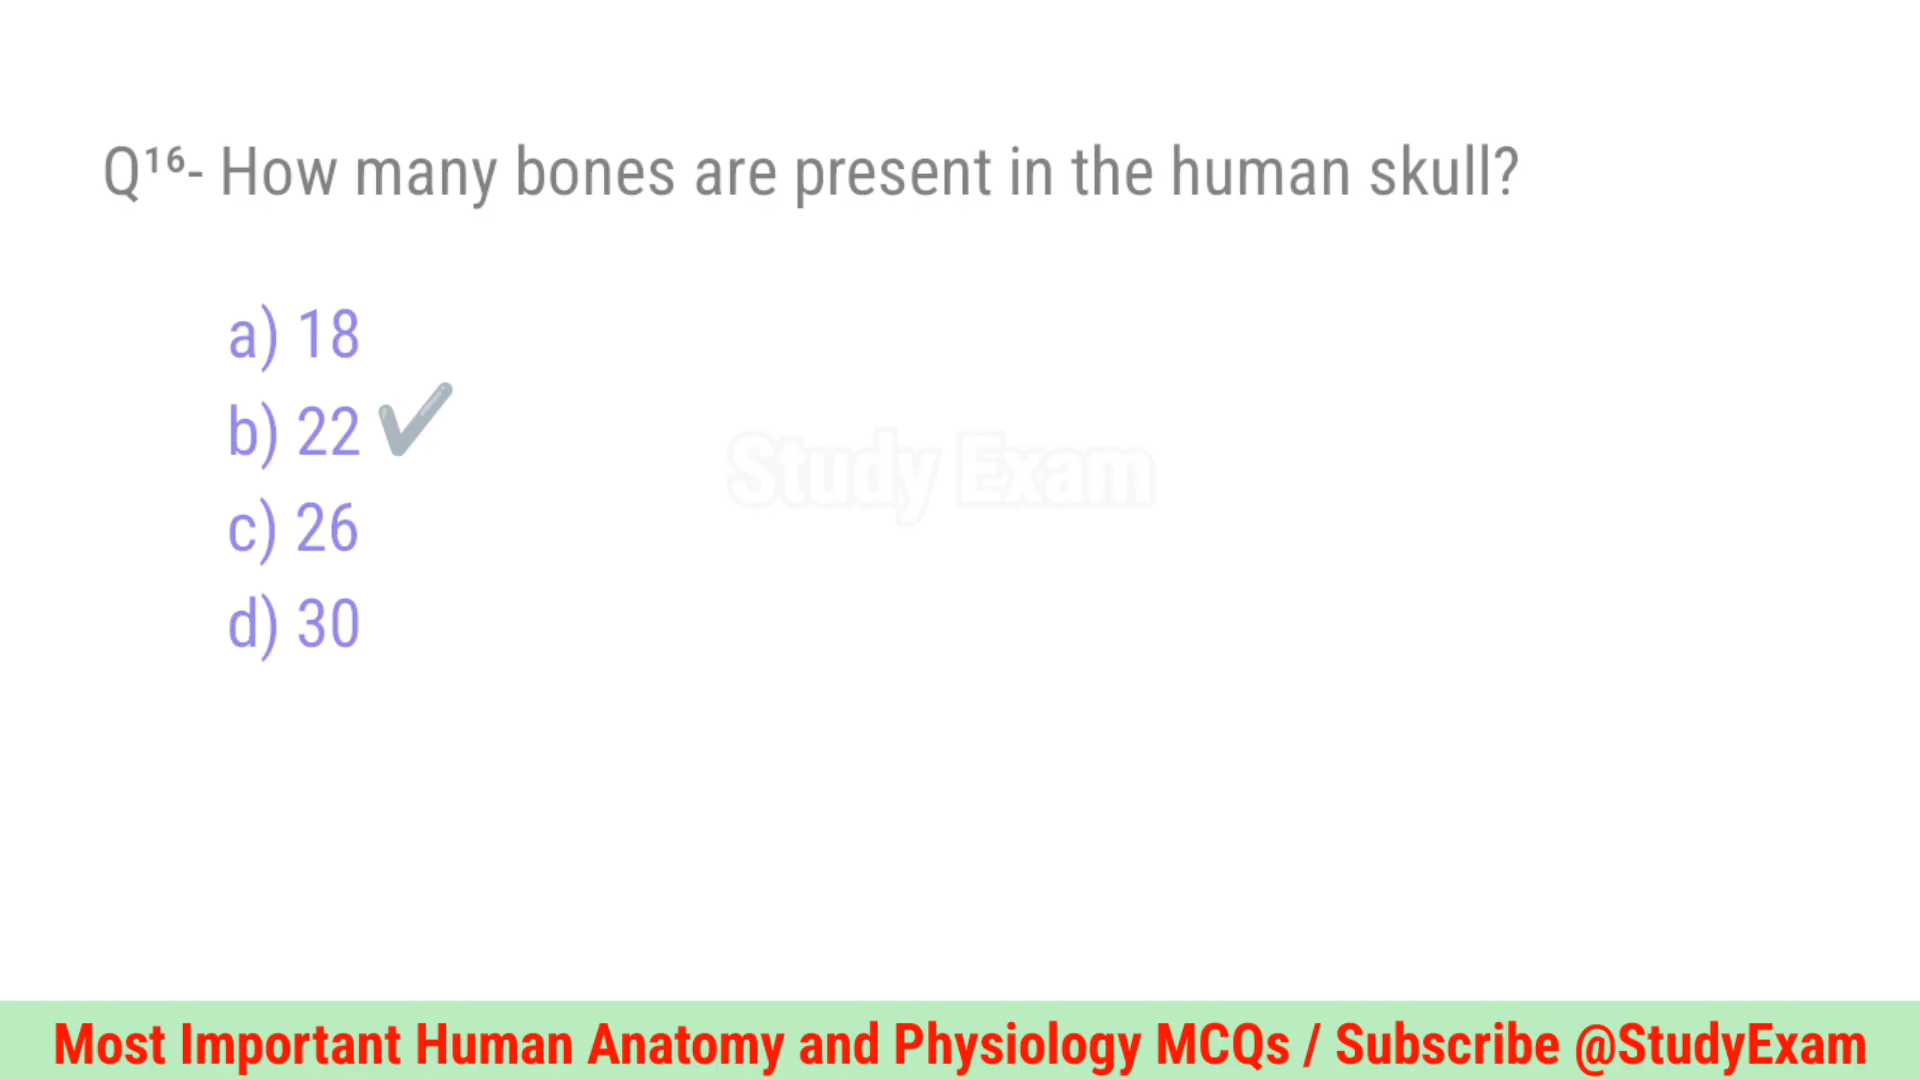 Q¹⁶- How many bones are present in the human skull?
a) 18
b) 22 ✔
c) 26
d) 30
Study Exam
Most Important Human Anatomy and Physiology MCQs / Subscribe @StudyExam